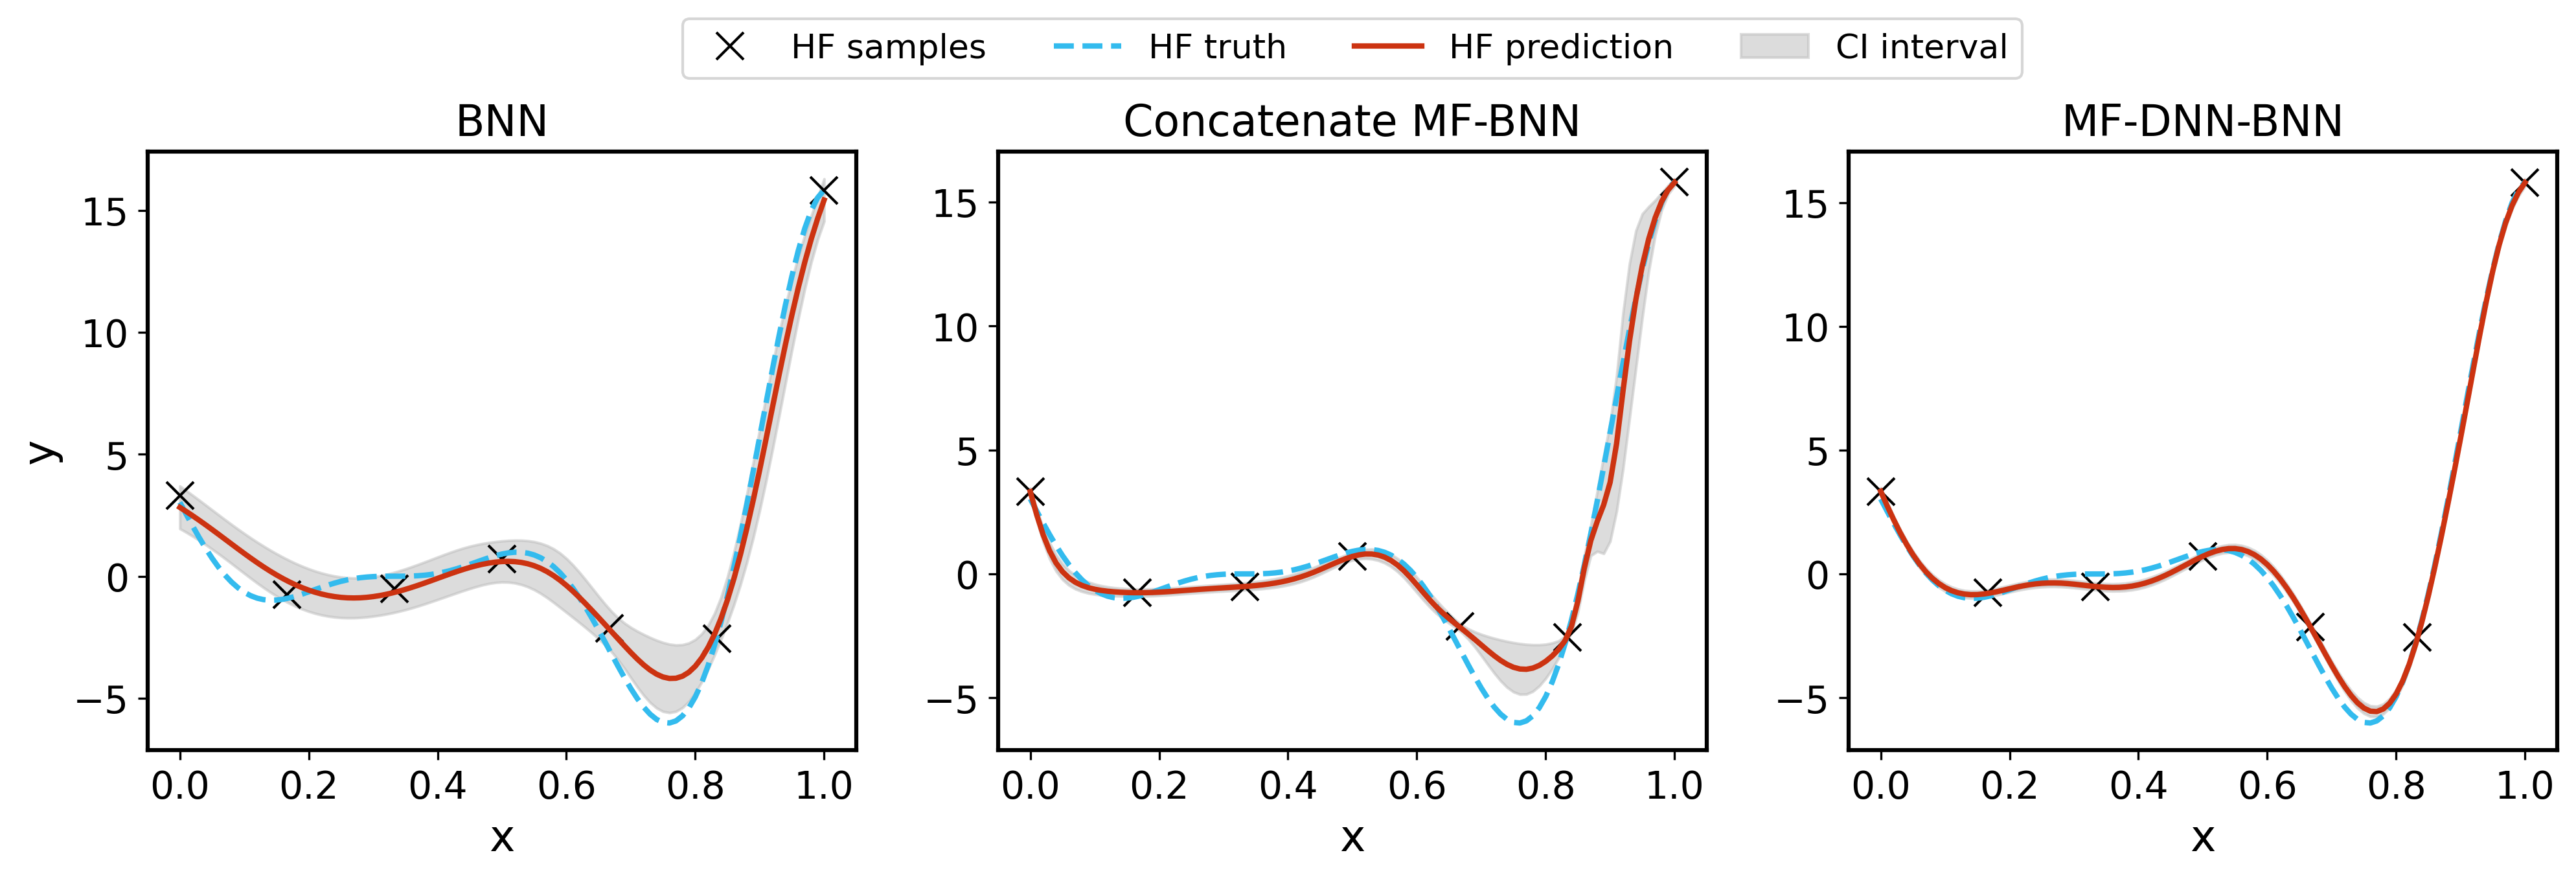 HF samples HF truth HF prediction CI interval
BNN Concatenate MF-BNN MF-DNN-BNN
15 15 15
10 10 10
y 5 5 5
0 0 0
−5 −5 −5
0.0 0.2 0.4 0.6 0.8 1.0 0.0 0.2 0.4 0.6 0.8 1.0 0.0 0.2 0.4 0.6 0.8 1.0
x x x